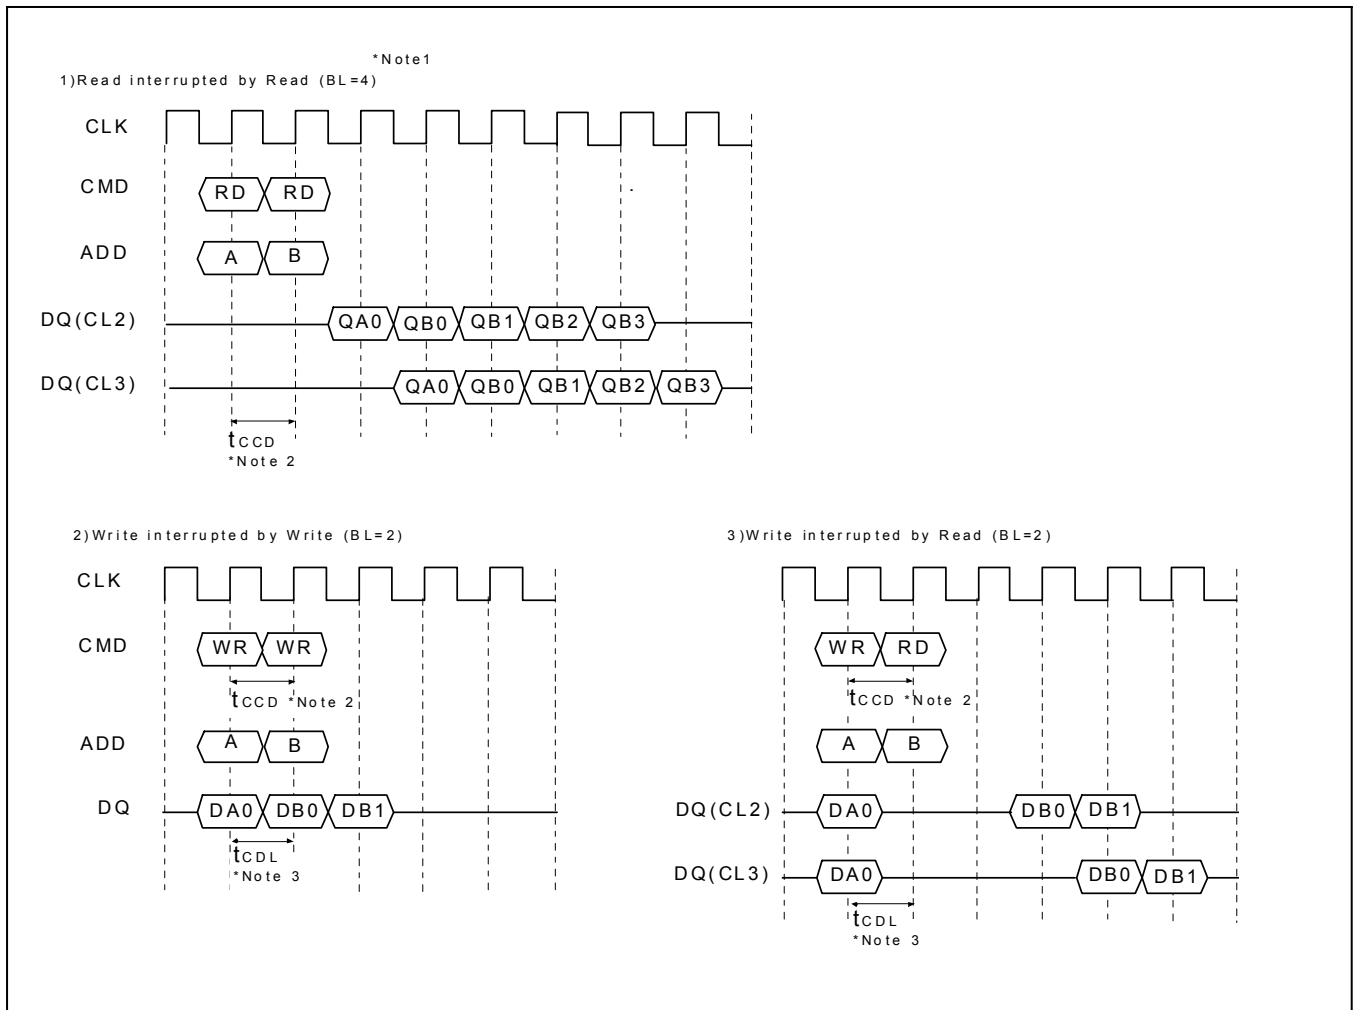 *Note1
1)Read interrupted by Read (BL=4)
CLK
CMD RD RD
ADD A B
DQ(CL2) QA0 QB0 QB1 QB2 QB3
DQ(CL3) QA0 QB0 QB1 QB2 QB3
tCCD
*Note 2
2)Write interrupted by Write (BL=2)
CLK
CMD WR WR
tCCD *Note 2
ADD A B
DQ DA0 DB0 DB1
tCDL
*Note 3
3)Write interrupted by Read (BL=2)
WR RD
tCCD *Note 2
A B
DQ(CL2) DA0 DB0 DB1
DQ(CL3) DA0 DB0 DB1
tCDL
*Note 3